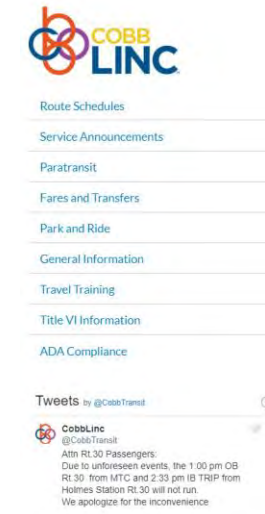 COBB
LINC
Route Schedules
Service Announcements
Paratransit
Fares and Transfers
Park and Ride
General Information
Travel Training
Title VI Information
ADA Compliance
Tweets by @CobbTransit
CobbLinc
@CobbTransit
Attn Rt.30 Passengers:
Due to unforeseen events, the 1:00 pm OB
Rt.30 from MTC and 2:33 pm IB TRIP from
Holmes Station Rt.30 will not run.
We apologize for the inconvenience